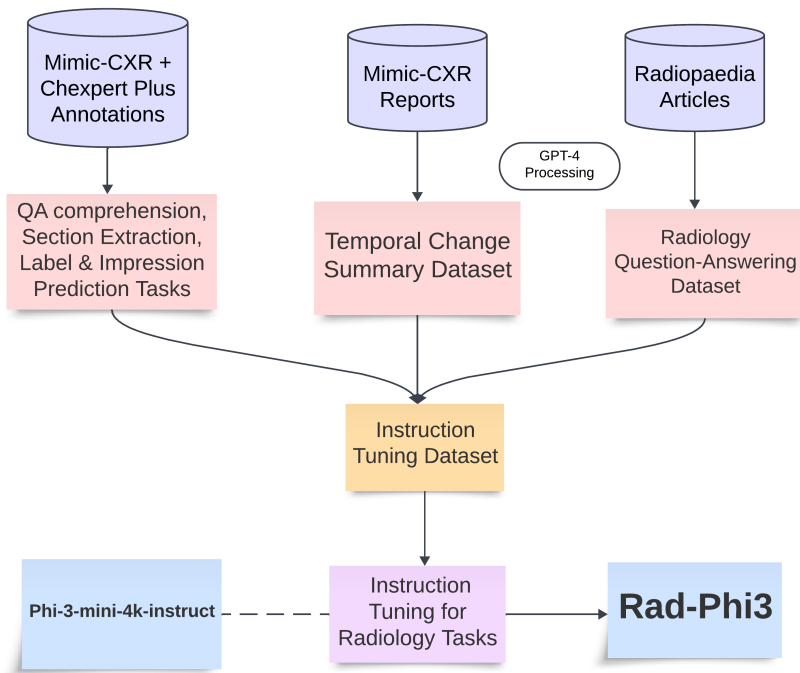 Mimic-CXR +
Chexpert Plus
Annotations
Mimic-CXR
Reports
Radiopaedia
Articles
GPT-4
Processing
QA comprehension,
Section Extraction,
Label & Impression
Prediction Tasks
Temporal Change
Summary Dataset
Radiology
Question-Answering
Dataset
Instruction
Tuning Dataset
Phi-3-mini-4k-instruct
Instruction
Tuning for
Radiology Tasks
Rad-Phi3